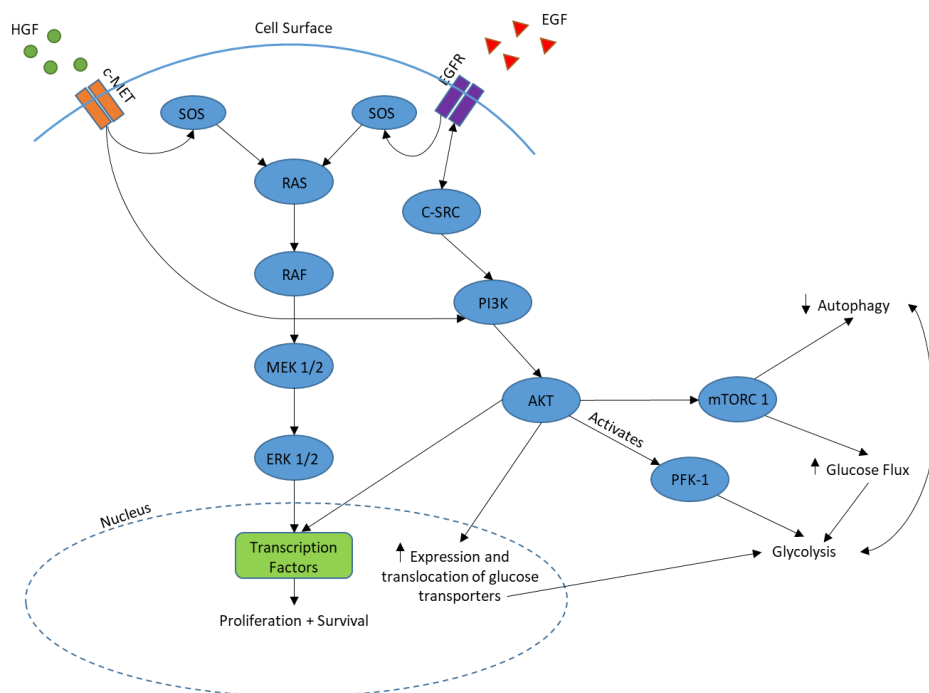 HGF
EGF
Cell Surface
c-MET
EGFR
SOS
SOS
RAS
C-SRC
RAF
PI3K
Autophagy
MEK 1/2
AKT
mTORC 1
Activates
ERK 1/2
PFK-1
Glucose Flux
Nucleus
Transcription
Factors
Expression and
translocation of glucose
transporters
Glycolysis
Proliferation + Survival